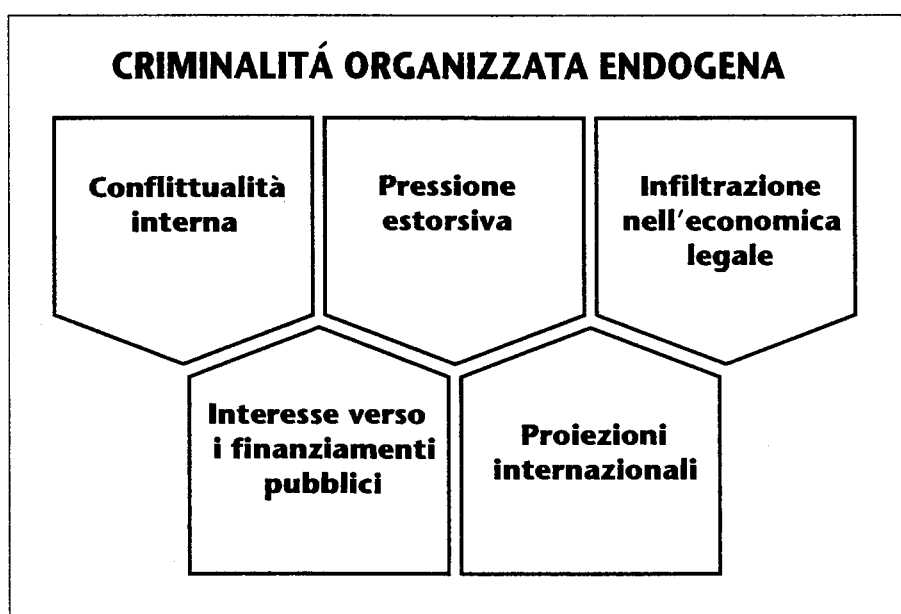 CRIMINALITÁ ORGANIZZATA ENDOGENA
Conflittualità
interna
Pressione
estorsiva
Infiltrazione
nell'economica
legale
Interesse verso
i finanziamenti
pubblici
Proiezioni
internazionali